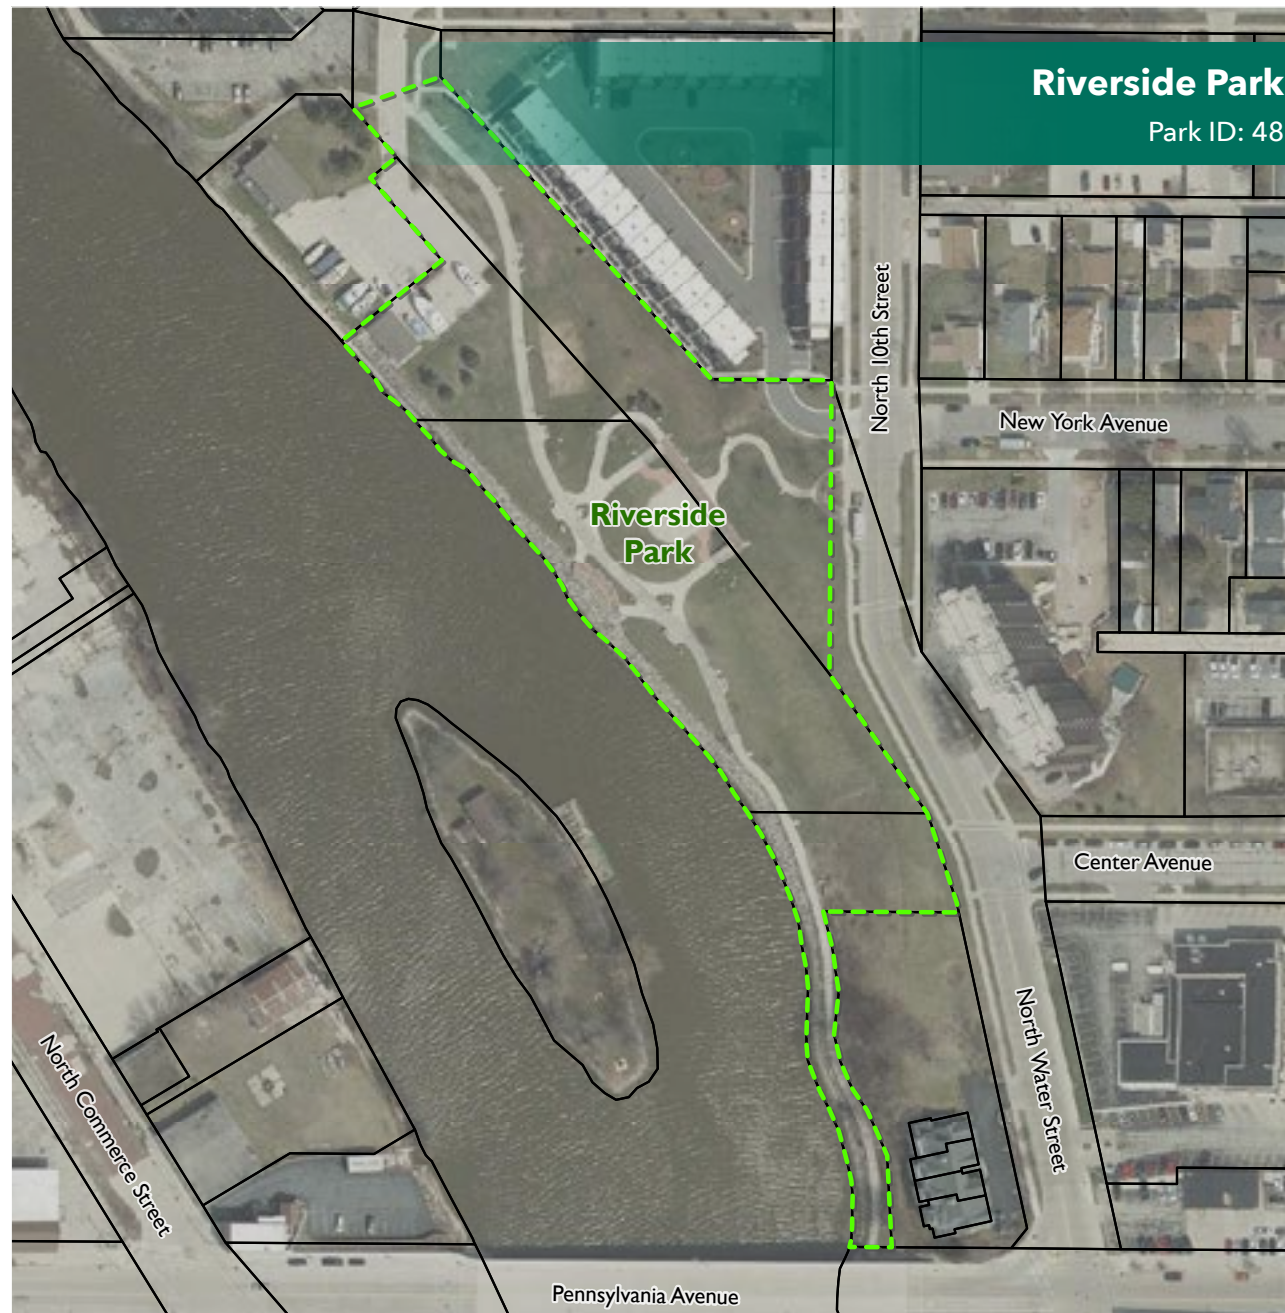 Riverside Park
Park ID: 48
North 10th Street
New York Avenue
Riverside
Park
Center Avenue
North Water Street
North Commerce Street
Pennsylvania Avenue